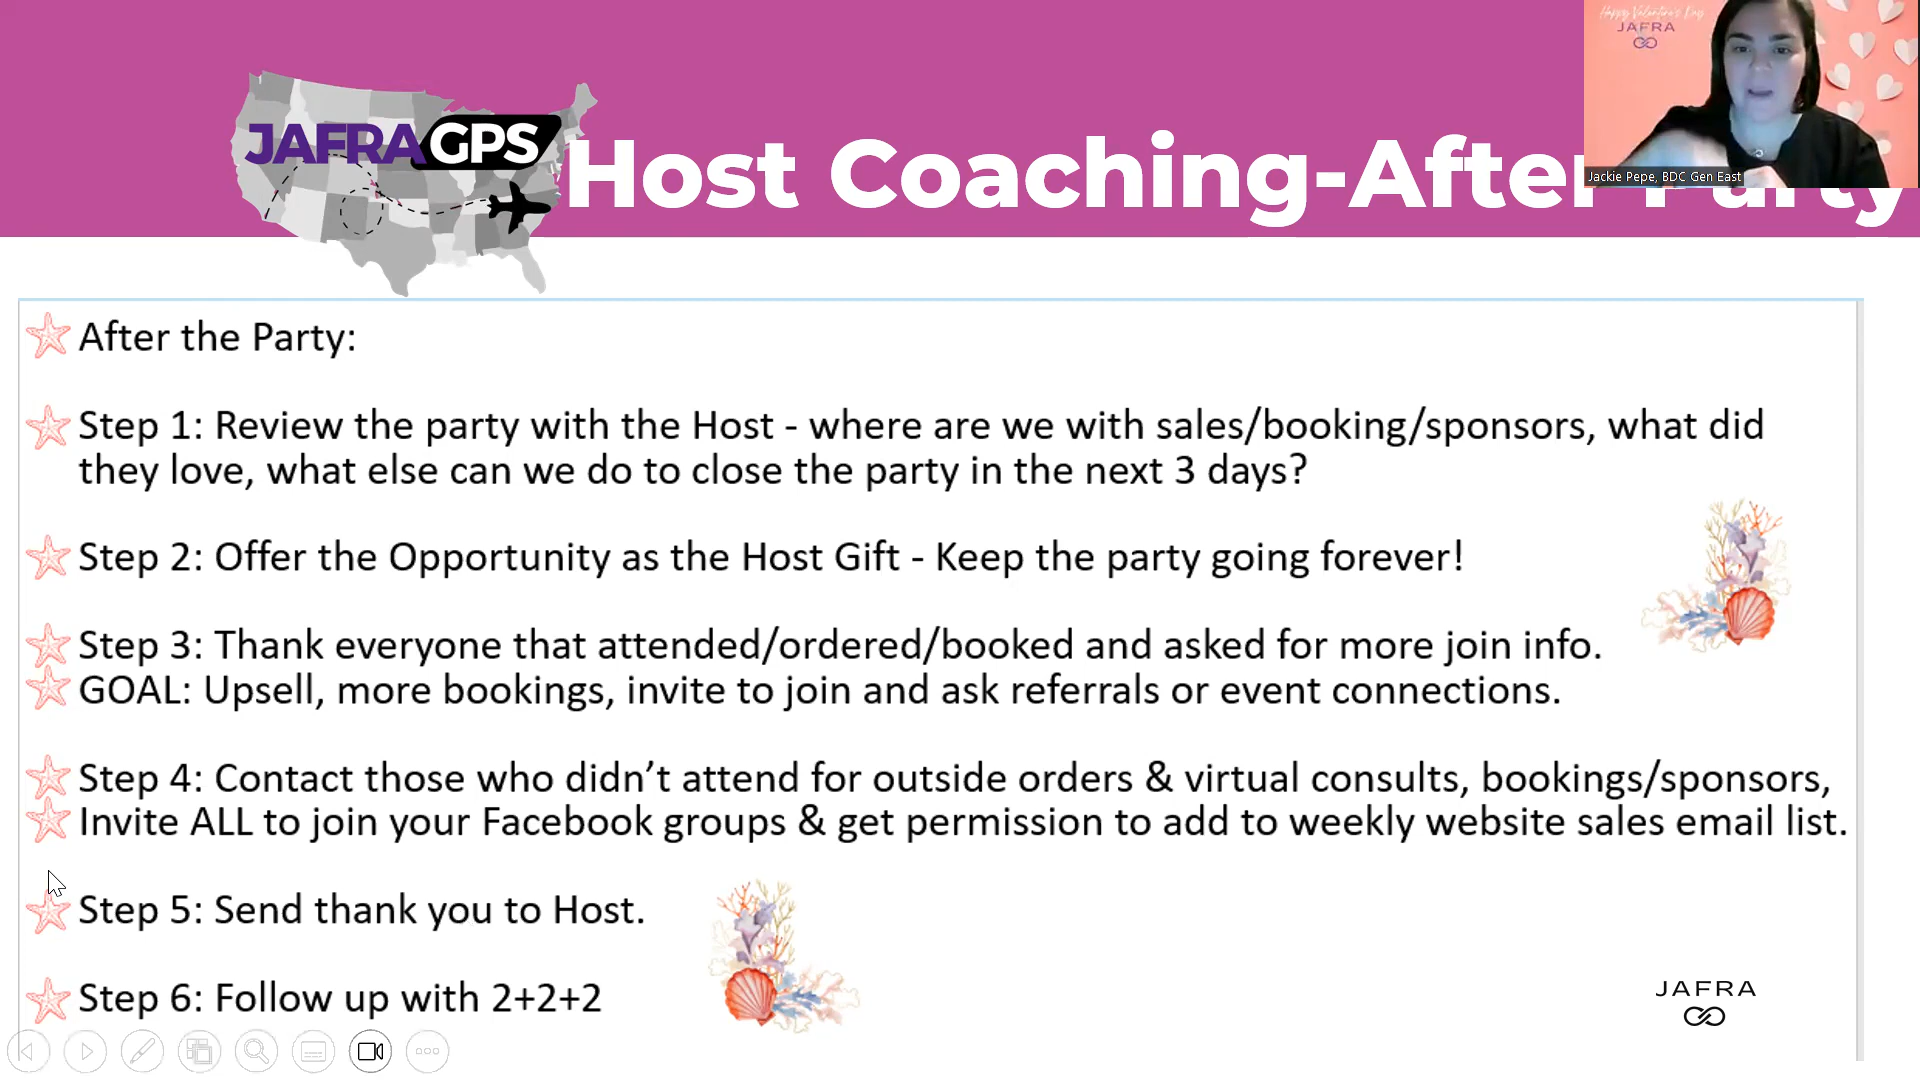 Happy Valentine's Day
JAFRA
JAFRA GPS
Host Coaching-After Party
Jackie Pepe, BDC Gen East
After the Party:
Step 1: Review the party with the Host - where are we with sales/booking/sponsors, what did
they love, what else can we do to close the party in the next 3 days?
Step 2: Offer the Opportunity as the Host Gift - Keep the party going forever!
Step 3: Thank everyone that attended/ordered/booked and asked for more join info.
GOAL: Upsell, more bookings, invite to join and ask referrals or event connections.
Step 4: Contact those who didn’t attend for outside orders & virtual consults, bookings/sponsors,
Invite ALL to join your Facebook groups & get permission to add to weekly website sales email list.
Step 5: Send thank you to Host.
Step 6: Follow up with 2+2+2
JAFRA